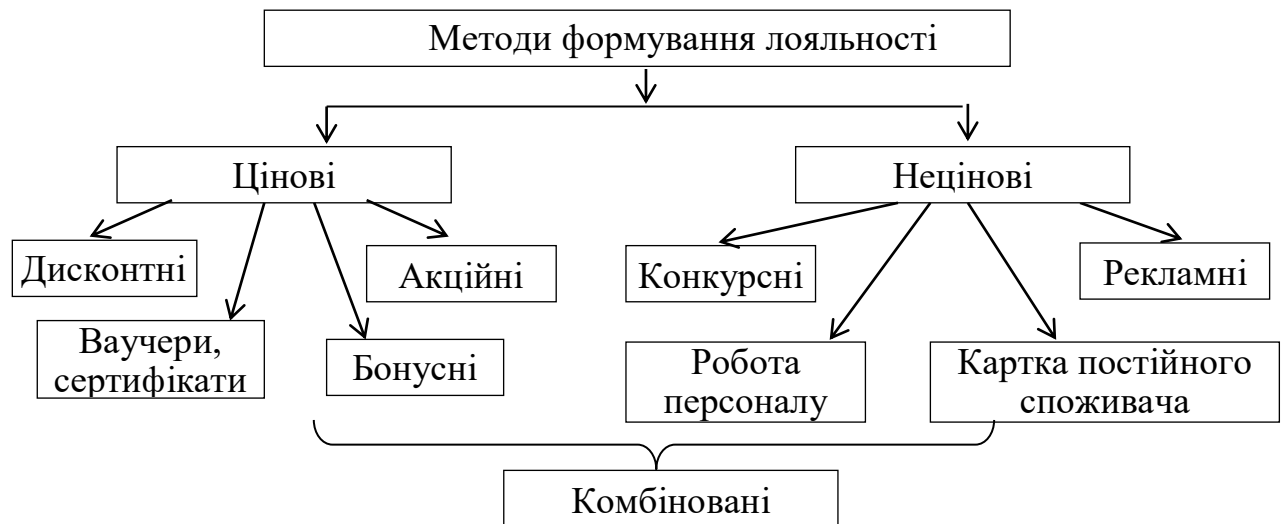 Методи формування лояльності
Цінові
Нецінові
Дисконтні
Акційні
Конкурсні
Рекламні
Ваучери,
сертифікати
Бонусні
Робота
персоналу
Картка постійного
споживача
Комбіновані